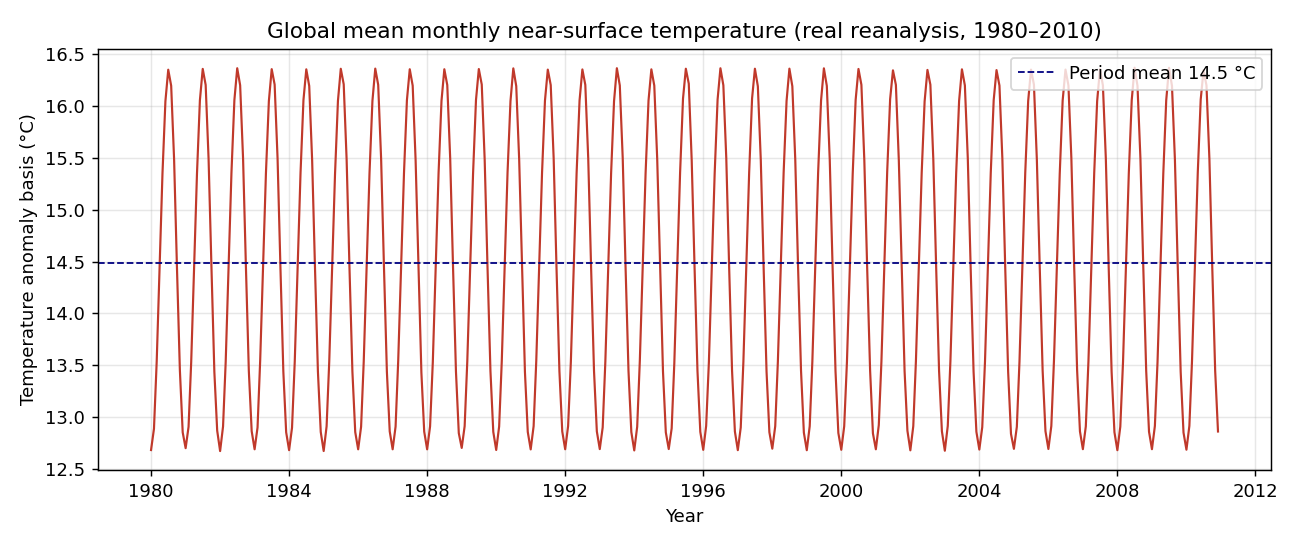 Global mean monthly near-surface temperature (real reanalysis, 1980–2010)
Temperature anomaly basis (°C)
16.5
16.0
15.5
15.0
14.5
14.0
13.5
13.0
12.5
Period mean 14.5 °C
1980 1984 1988 1992 1996 2000 2004 2008 2012
Year